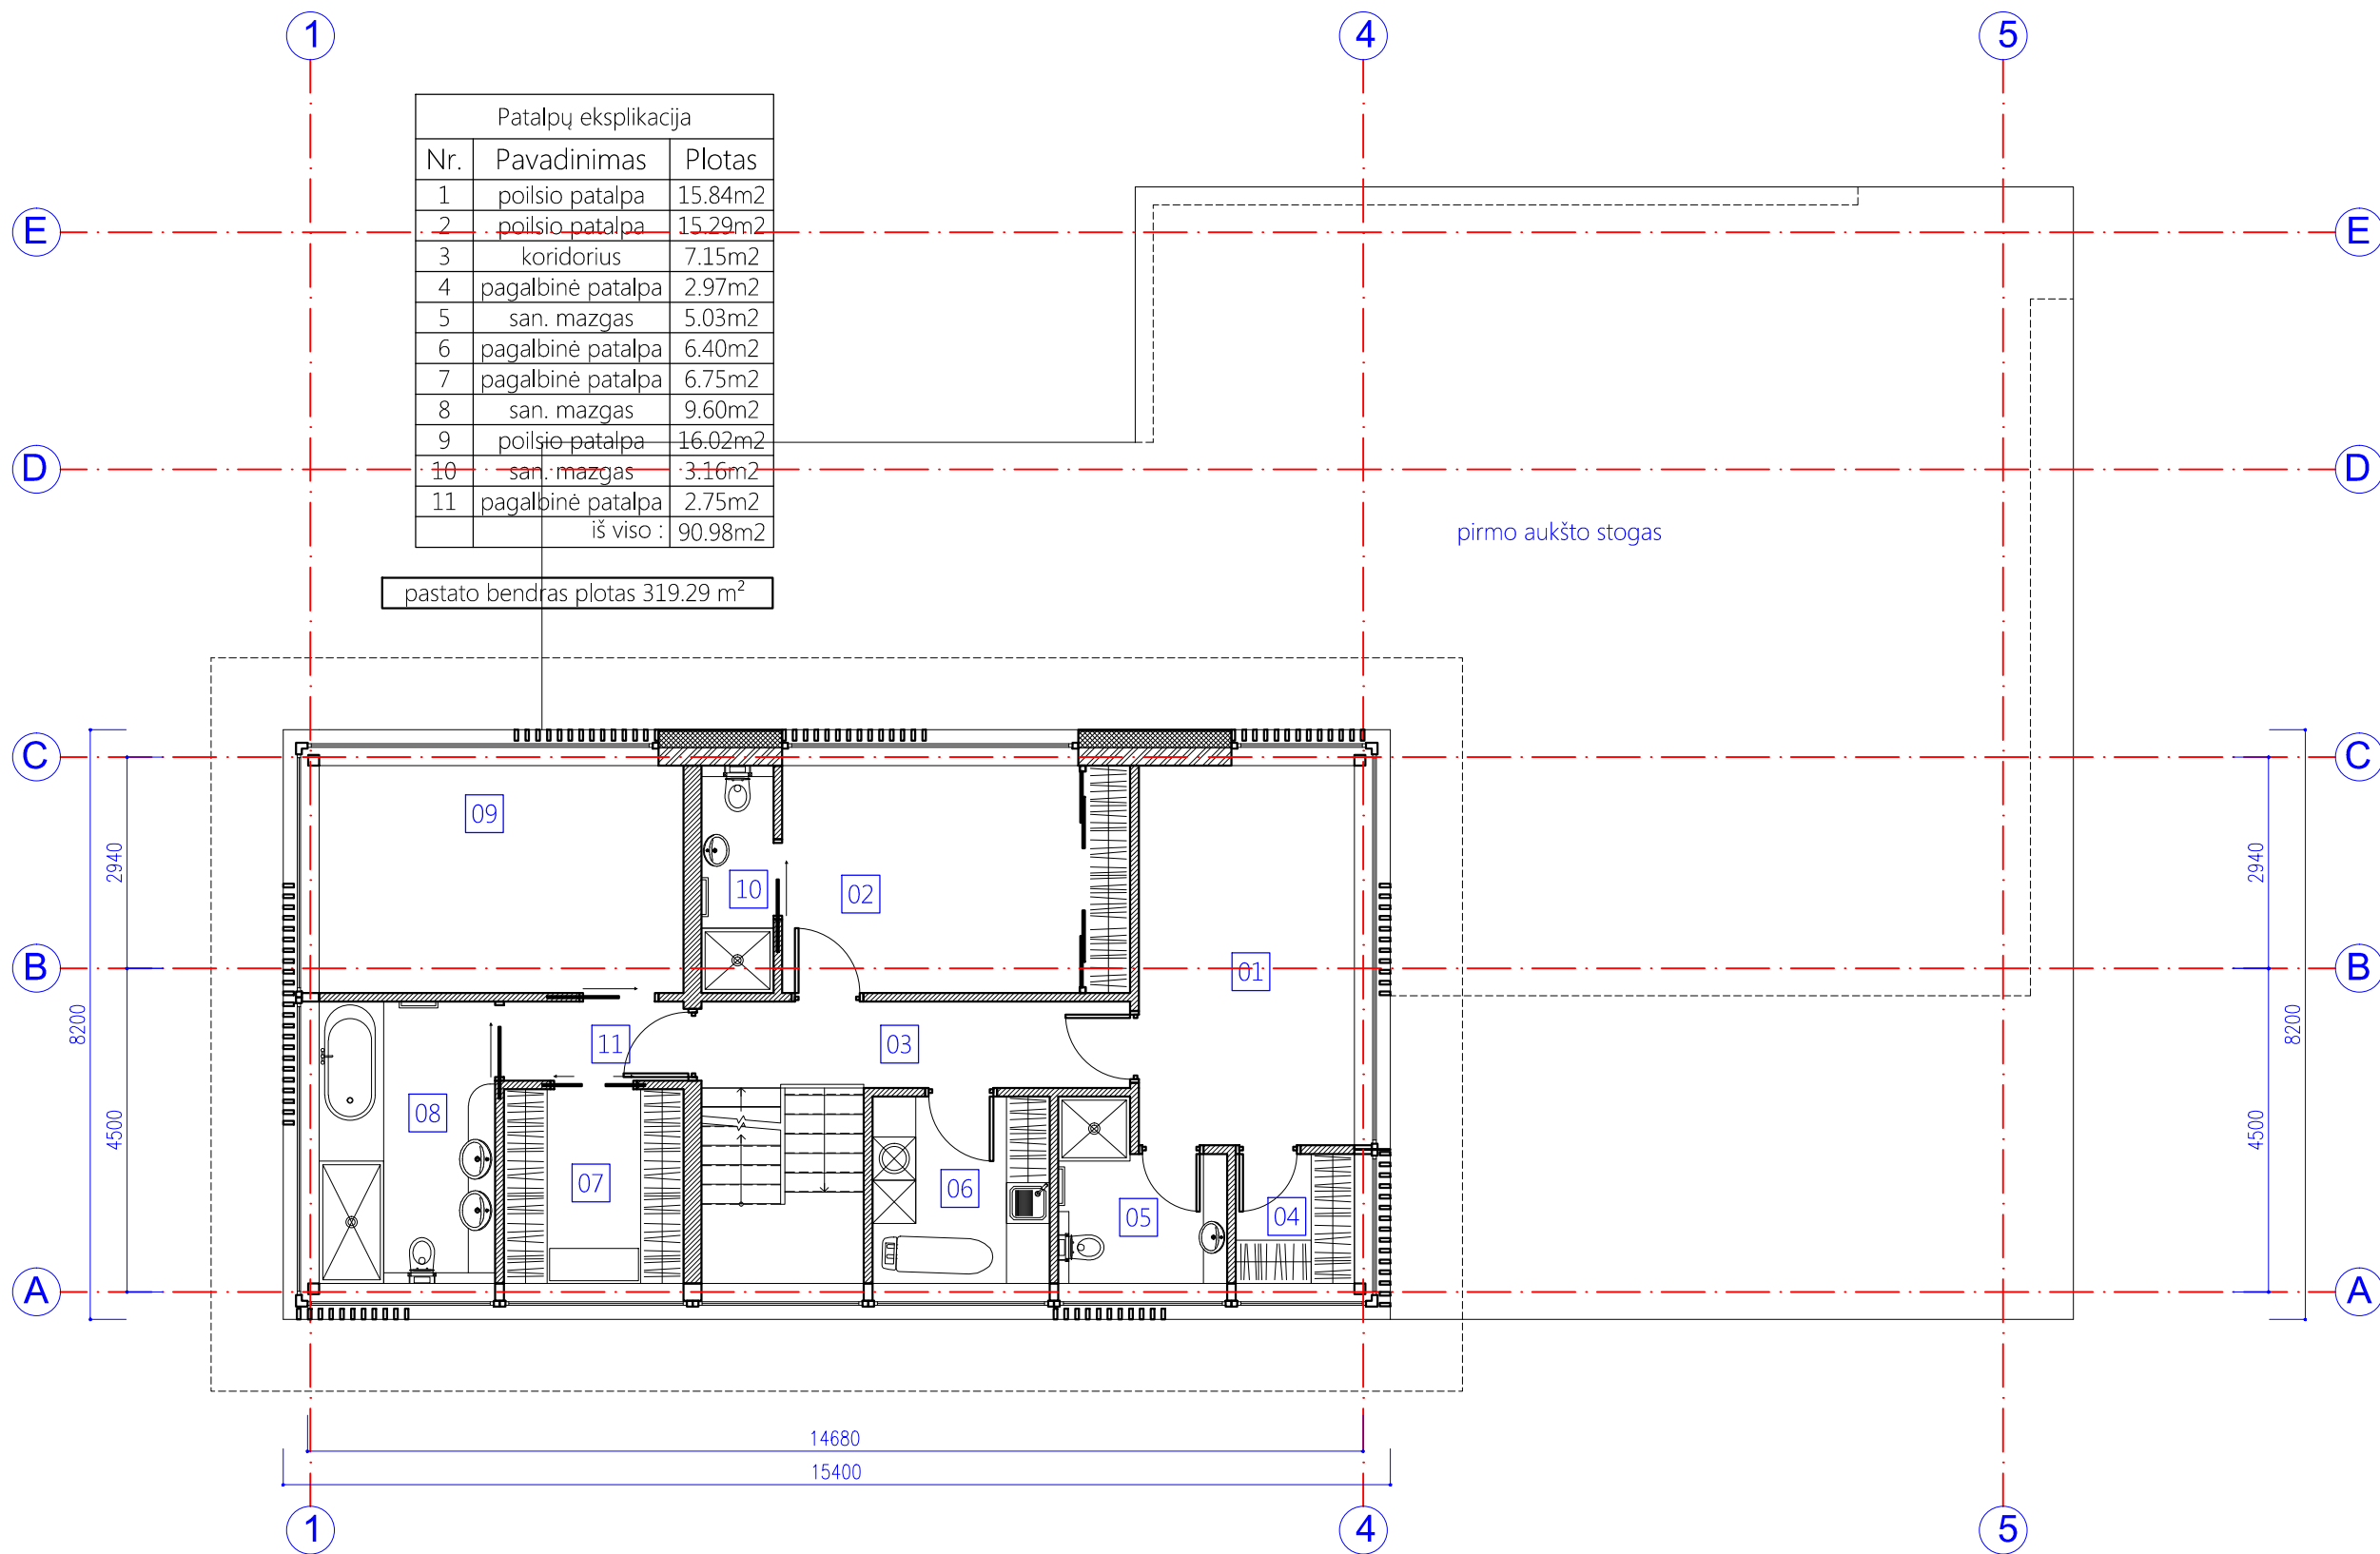 1 4 5
Patalpų eksplikacija
Nr. Pavadinimas Plotas
1 poilsio patalpa 15.84m2
2 poilsio patalpa 15.29m2
3 koridorius 7.15m2
4 pagalbinė patalpa 2.97m2
5 san. mazgas 5.03m2
6 pagalbinė patalpa 6.40m2
7 pagalbinė patalpa 6.75m2
8 san. mazgas 9.60m2
9 poilsio patalpa 16.02m2
10 san. mazgas 3.16m2
11 pagalbinė patalpa 2.75m2
iš viso : 90.98m2
pastato bendras plotas 319.29 m²
E E
D D
pirmo aukšto stogas
C C
09
2940 2940
10 02
B B
01
8200 8200
11 03
4500 4500
08
07 06
05 04
A A
14680
15400
1 4 5